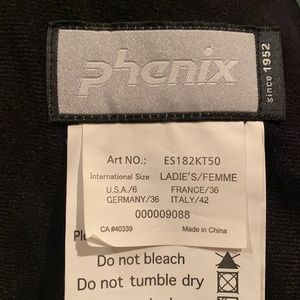 phenix
since 1952
Art NO.: ES182KT50
International Size LADIE'S/FEMME
U.S.A./6 FRANCE/36
GERMANY/36 ITALY/42
000009088
CA #40339 Made in China
Do not bleach
Do not tumble dry